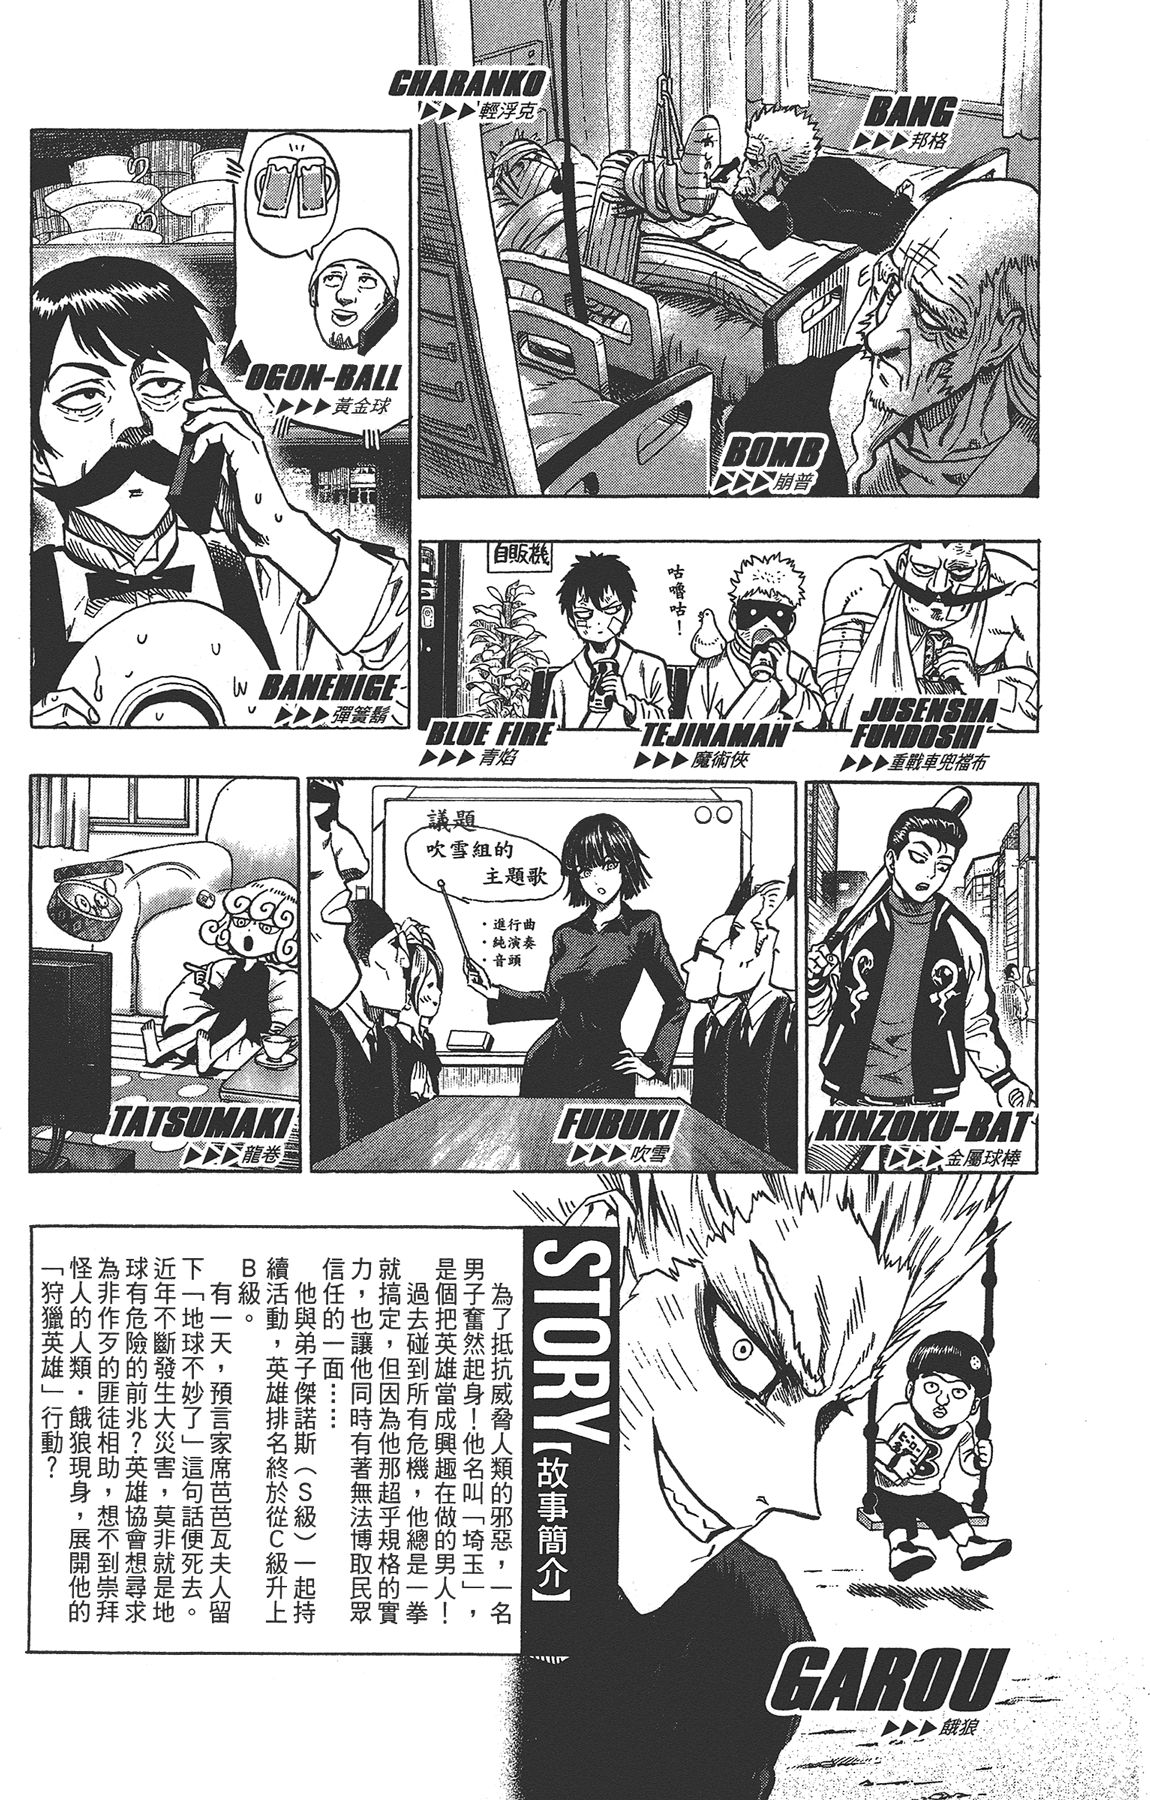 CHARANKO
▶▶▶輕浮克
BANG
▶▶▶邦格
BOMB
▶▶▶崩普
OGON-BALL
▶▶▶黃金球
BANEHIGE
▶▶▶彈簧鬍
自販機
咕嚕咕！
BLUE FIRE
▶▶▶青焰
TEJINAMAN
▶▶▶魔術俠
JUSENSHA
FUNDOSHI
▶▶▶重戰車兜襠布
TATSUMAKI
▶▶▶龍卷
議題
吹雪組的
主題歌
・進行曲
・純演奏
・音頭
FUBUKI
▶▶▶吹雪
KINZOKU-BAT
▶▶▶金屬球棒
GAROU
▶▶▶餓狼
STORY【故事簡介】
為了抵抗威脅人類的邪惡，一名
男子奮然起身！他名叫「埼玉」，
是個把英雄當成興趣在做的男人！
過去碰到所有危機，他總是一拳
就搞定，但因為他那超乎規格的實
力，也讓他同時有著無法博取民眾
信任的一面……
他與弟子傑諾斯（S級）一起持
續活動，英雄排名終於從C級升上
B級。
有一天，預言家席芭芭瓦夫人留
下「地球不妙了」這句話便死去。
近年不斷發生大災害，莫非就是地
球有危險的前兆？英雄協會想尋求
為非作歹的匪徒相助，想不到崇拜
怪人的人類．餓狼現身，展開他的
「狩獵英雄」行動？